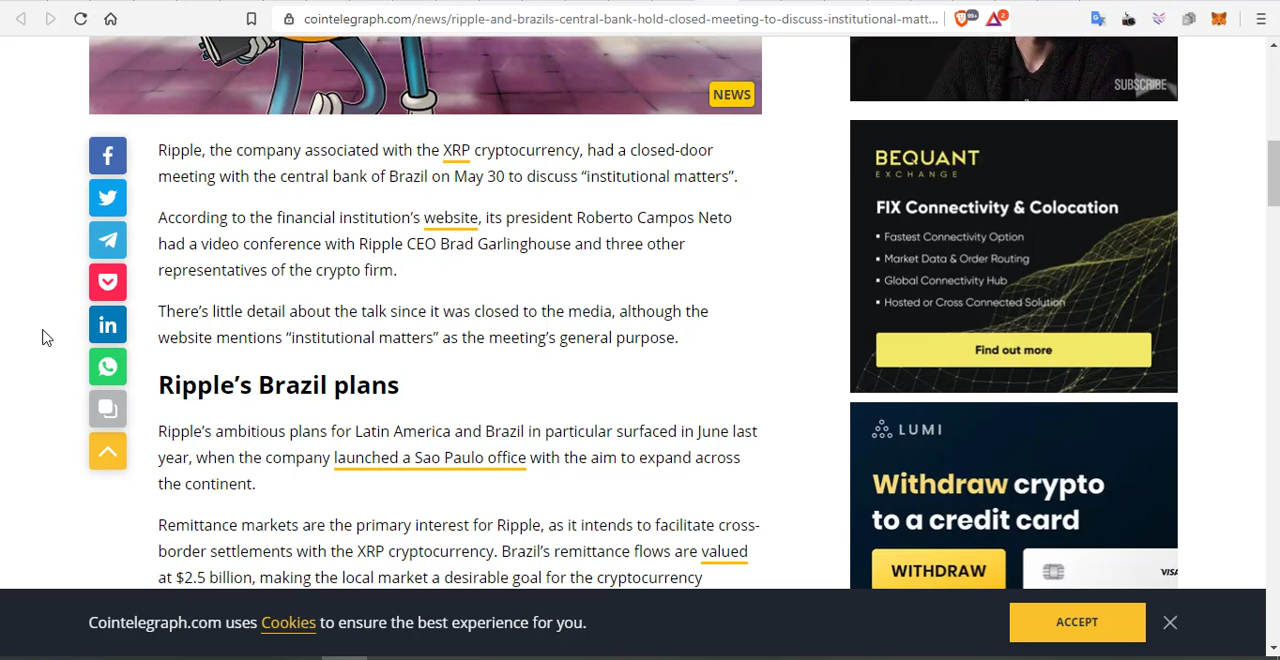 cointelegraph.com/news/ripple-and-brazils-central-bank-hold-closed-meeting-to-discuss-institutional-matt...
99+
2
NEWS
SUBSCRIBE
Ripple, the company associated with the XRP cryptocurrency, had a closed-door
meeting with the central bank of Brazil on May 30 to discuss “institutional matters”.
According to the financial institution’s website, its president Roberto Campos Neto
had a video conference with Ripple CEO Brad Garlinghouse and three other
representatives of the crypto firm.
There’s little detail about the talk since it was closed to the media, although the
website mentions “institutional matters” as the meeting’s general purpose.
Ripple’s Brazil plans
Ripple’s ambitious plans for Latin America and Brazil in particular surfaced in June last
year, when the company launched a Sao Paulo office with the aim to expand across
the continent.
Remittance markets are the primary interest for Ripple, as it intends to facilitate cross-
border settlements with the XRP cryptocurrency. Brazil’s remittance flows are valued
at $2.5 billion, making the local market a desirable goal for the cryptocurrency
BEQUANT
EXCHANGE
FIX Connectivity & Colocation
▪ Fastest Connectivity Option
▪ Market Data & Order Routing
▪ Global Connectivity Hub
▪ Hosted or Cross Connected Solution
Find out more
LUMI
Withdraw crypto
to a credit card
WITHDRAW
VISA
Cointelegraph.com uses Cookies to ensure the best experience for you.
ACCEPT